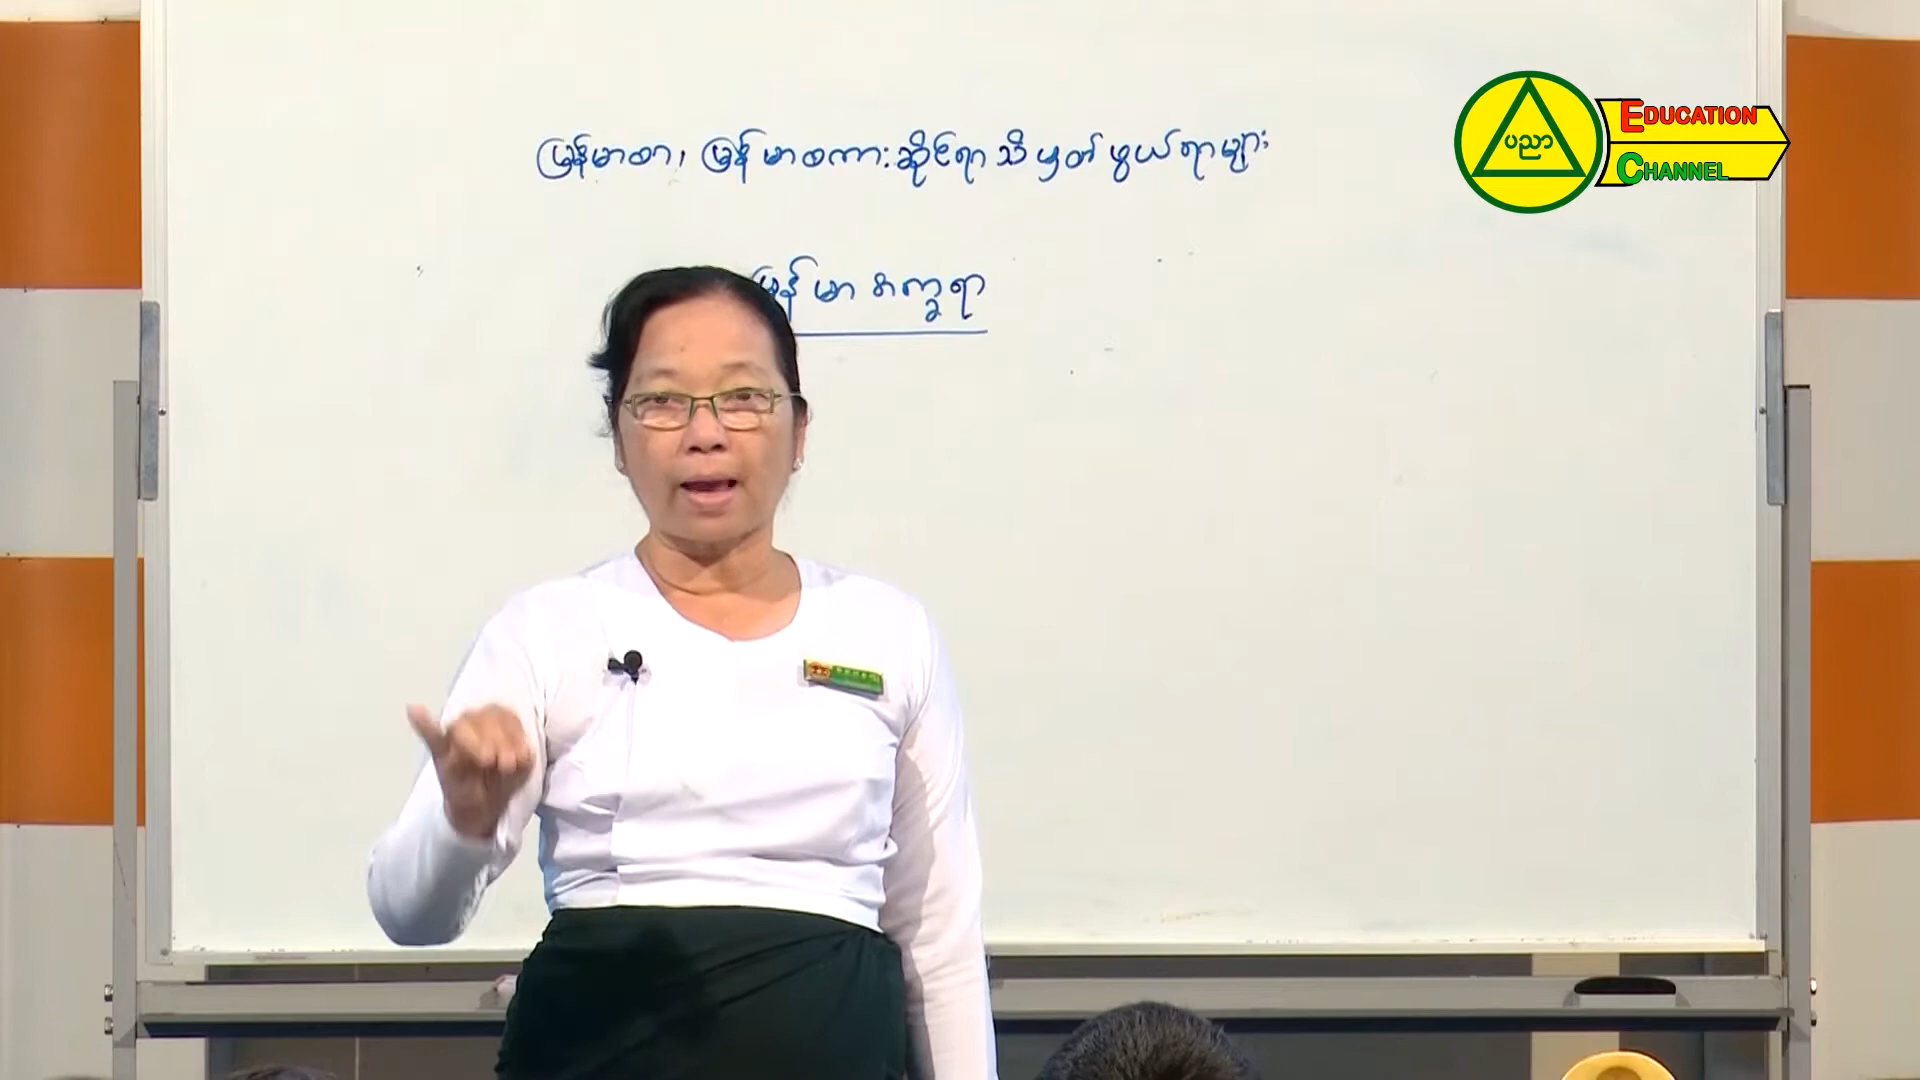 မြန်မာစာ၊ မြန်မာစကားဆိုင်ရာ သိမှတ်ဖွယ်ရာများ
မြန်မာအက္ခရာ
ပညာ
EDUCATION
CHANNEL